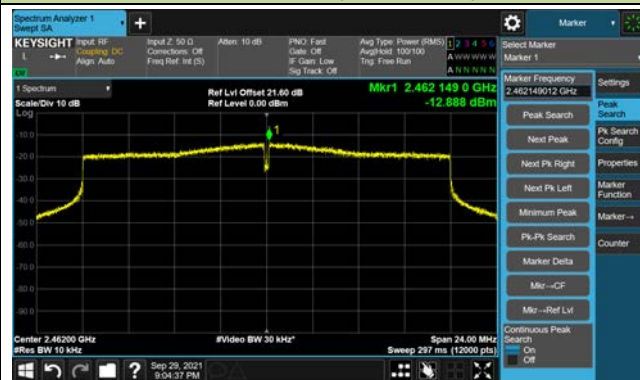 Spectrum Analyzer 1
Swept SA
Marker
KEYSIGHT
L
Input: RF
Coupling: DC
Align: Auto
Input Z: 50 Ω
Corrections: Off
Freq Ref: Int (S)
Atten: 10 dB
PNO: Fast
Gate: Off
IF Gain: Low
Sig Track: Off
Avg Type: Power (RMS)
Avg|Hold: 100/100
Trig: Free Run
1 2 3 4 5 6
A W W W W W
A N N N N N
Select Marker
Marker 1
1 Spectrum
Scale/Div 10 dB
Log
Ref Lvl Offset 21.60 dB
Ref Level 0.00 dBm
Mkr1 2.462 149 0 GHz
-12.888 dBm
1
-10.0
-20.0
-30.0
-40.0
-50.0
-60.0
-70.0
-80.0
-90.0
Center 2.46200 GHz
#Res BW 10 kHz
#Video BW 30 kHz*
Span 24.00 MHz
Sweep 297 ms (12000 pts)
Marker Frequency
2.462149012 GHz
Peak Search
Next Peak
Next Pk Right
Next Pk Left
Minimum Peak
Pk-Pk Search
Marker Delta
Mkr→CF
Mkr→Ref Lvl
Continuous Peak
Search
On
Off
Settings
Peak
Search
Pk Search
Config
Properties
Marker
Function
Marker→
Counter
Sep 29, 2021
9:04:37 PM